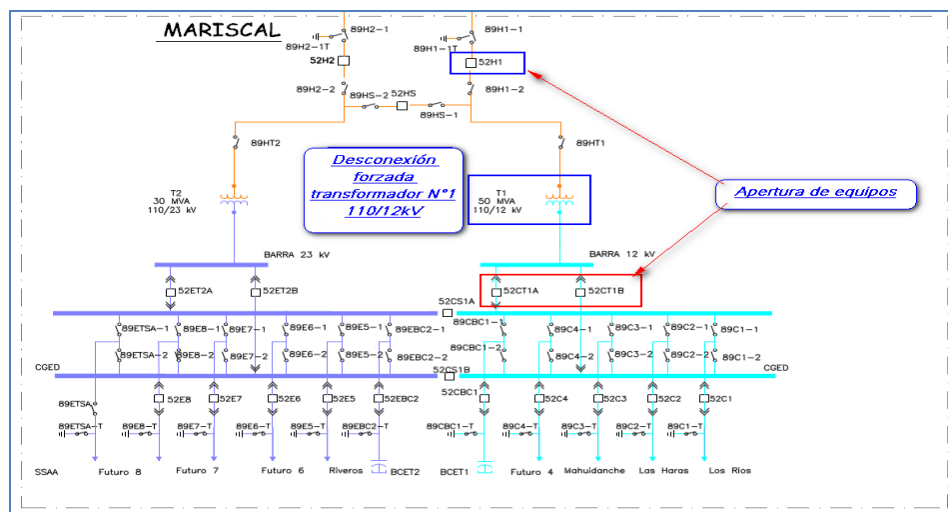 MARISCAL
89H2-1
89H1-1
89H2-1T
89H1-1T
52H2
52H1
89H2-2
89H1-2
89HS-2
52HS
89HS-1
89HT2
89HT1
Desconexión
forzada
transformador N°1
110/12kV
Apertura de equipos
T2
30 MVA
110/23 kV
T1
50 MVA
110/12 kV
BARRA 23 kV
BARRA 12 kV
52ET2A
52ET2B
52CT1A
52CT1B
52CS1A
89ETSA-1
89E8-1
89E7-1
89E6-1
89E5-1
89EBC2-1
89CBC1-1
89C4-1
89C3-1
89C2-1
89C1-1
89ETSA-2
89E8-2
89E7-2
89E6-2
89E5-2
89EBC2-2
89CBC1-2
89C4-2
89C3-2
89C2-2
89C1-2
CGED
52CS1B
CGED
89ETSA
52E8
52E7
52E6
52E5
52EBC2
52CBC1
52C4
52C3
52C2
52C1
89ETSA-T
89E8-T
89E7-T
89E6-T
89E5-T
89EBC2-T
89CBC1-T
89C4-T
89C3-T
89C2-T
89C1-T
SSAA
Futuro 8
Futuro 7
Futuro 6
Riveros
BCET2
BCET1
Futuro 4
Mahuidanche
Las Haras
Los Ríos